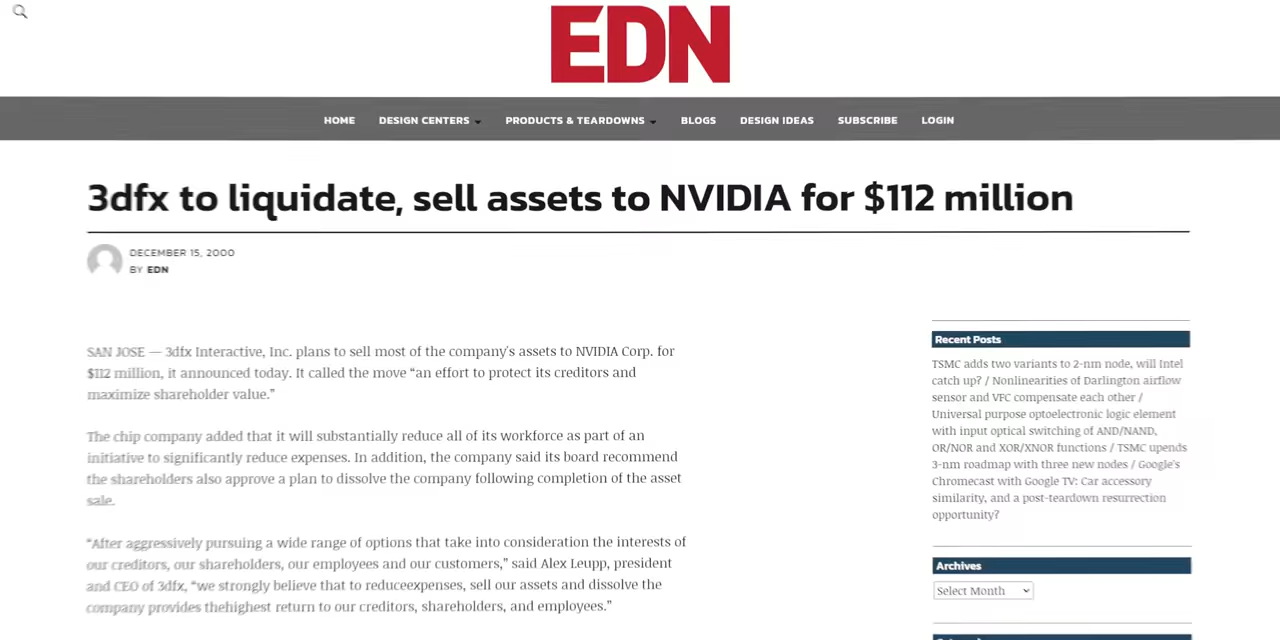 EDN
HOME DESIGN CENTERS PRODUCTS & TEARDOWNS BLOGS DESIGN IDEAS SUBSCRIBE LOGIN
3dfx to liquidate, sell assets to NVIDIA for $112 million
DECEMBER 15, 2000
BY EDN
SAN JOSE — 3dfx Interactive, Inc. plans to sell most of the company's assets to NVIDIA Corp. for
$112 million, it announced today. It called the move “an effort to protect its creditors and
maximize shareholder value.”
The chip company added that it will substantially reduce all of its workforce as part of an
initiative to significantly reduce expenses. In addition, the company said its board recommend
the shareholders also approve a plan to dissolve the company following completion of the asset
sale.
“After aggressively pursuing a wide range of options that take into consideration the interests of
our creditors, our shareholders, our employees and our customers,” said Alex Leupp, president
and CEO of 3dfx, “we strongly believe that to reduceexpenses, sell our assets and dissolve the
company provides thehighest return to our creditors, shareholders, and employees.”
Recent Posts
TSMC adds two variants to 2-nm node, will Intel
catch up? / Nonlinearities of Darlington airflow
sensor and VFC compensate each other /
Universal purpose optoelectronic logic element
with input optical switching of AND/NAND,
OR/NOR and XOR/XNOR functions / TSMC upends
3-nm roadmap with three new nodes / Google's
Chromecast with Google TV: Car accessory
similarity, and a post-teardown resurrection
opportunity?
Archives
Select Month